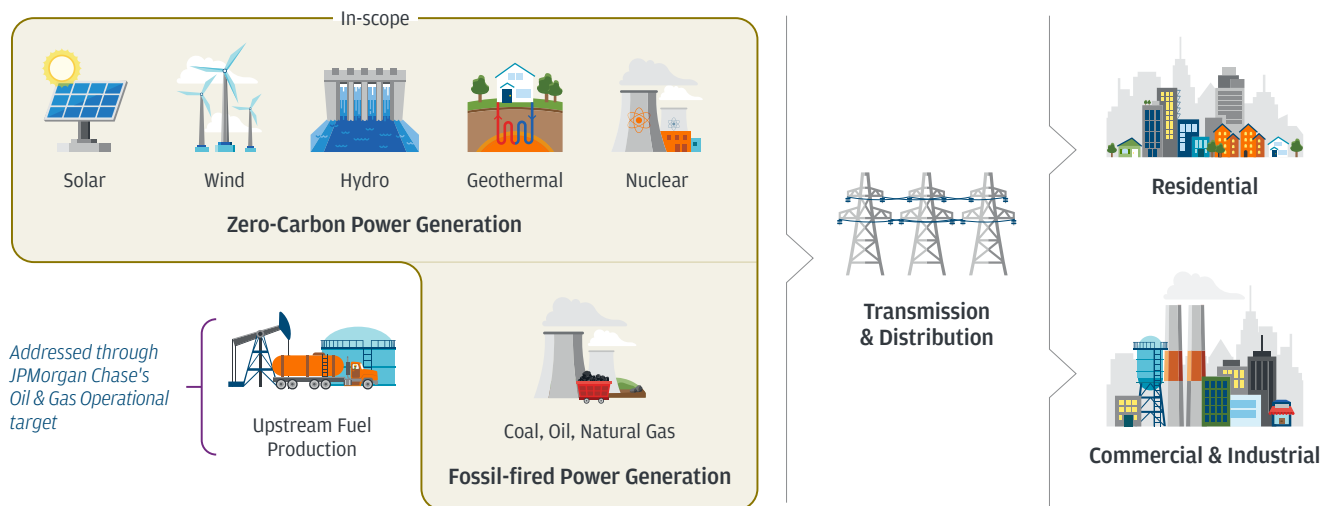 In-scope
Solar
Wind
Hydro
Geothermal
Nuclear
Zero-Carbon Power Generation
Addressed through
JPMorgan Chase's
Oil & Gas Operational
target
Upstream Fuel
Production
Coal, Oil, Natural Gas
Fossil-fired Power Generation
Transmission
& Distribution
Residential
Commercial & Industrial